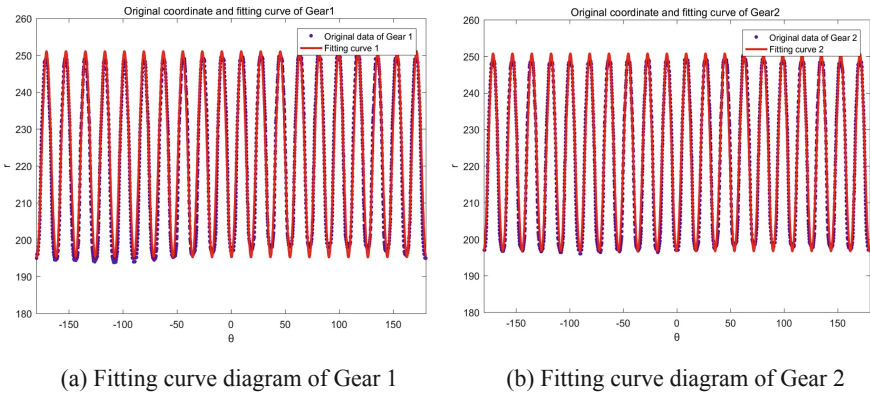 Original coordinate and fitting curve of Gear1
Original data of Gear 1
Fitting curve 1
260
250
240
230
220
210
200
190
180
r
-150 -100 -50 0 50 100 150
θ
(a) Fitting curve diagram of Gear 1
Original coordinate and fitting curve of Gear2
Original data of Gear 2
Fitting curve 2
260
250
240
230
220
210
200
190
180
r
-150 -100 -50 0 50 100 150
θ
(b) Fitting curve diagram of Gear 2